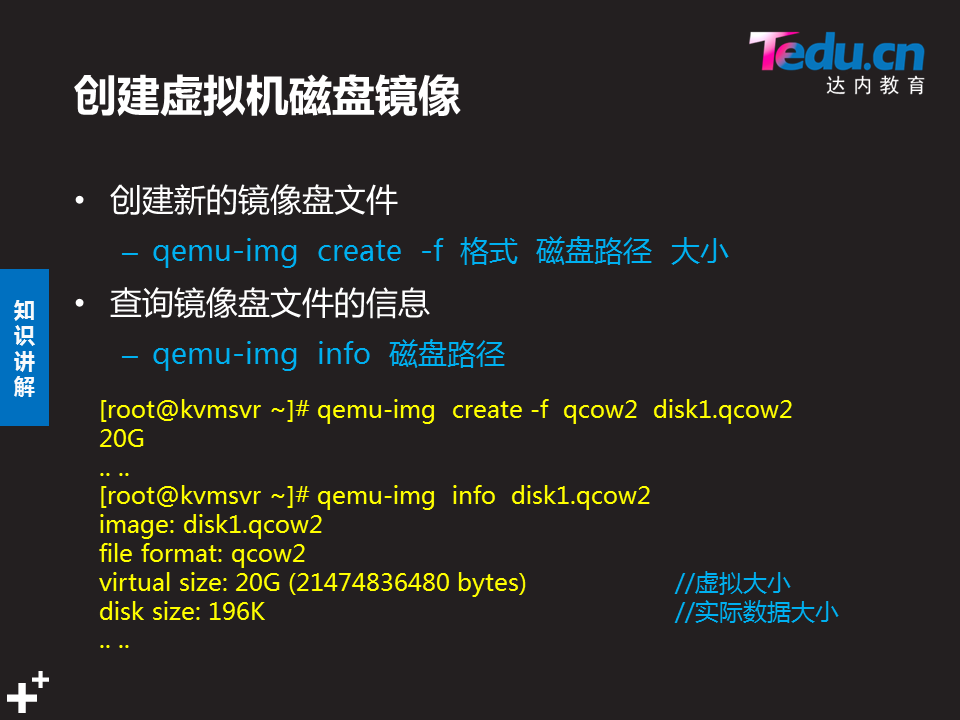 Tedu.cn
达内教育
创建虚拟机磁盘镜像
• 创建新的镜像盘文件
– qemu-img create -f 格式 磁盘路径 大小
• 查询镜像盘文件的信息
– qemu-img info 磁盘路径
知
识
讲
解
[root@kvmsvr ~]# qemu-img create -f qcow2 disk1.qcow2
20G
.. ..
[root@kvmsvr ~]# qemu-img info disk1.qcow2
image: disk1.qcow2
file format: qcow2
virtual size: 20G (21474836480 bytes) //虚拟大小
disk size: 196K //实际数据大小
.. ..